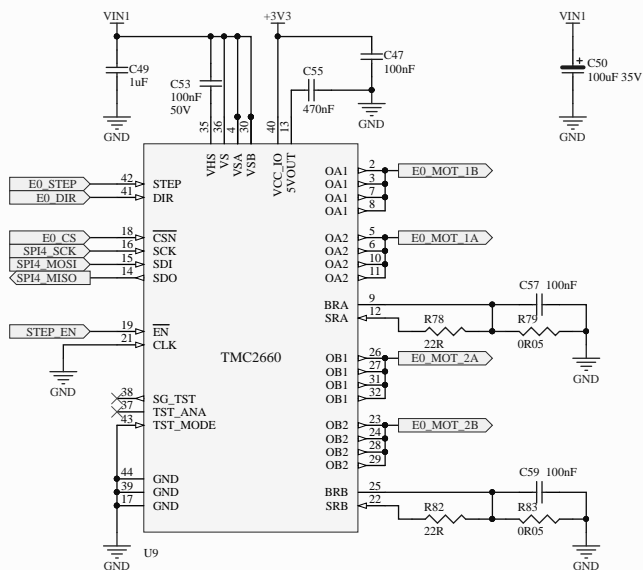 VIN1
+3V3
VIN1
C49
1uF
C53
100nF
50V
C55
470nF
C47
100nF
+
C50
100uF 35V
GND
GND
GND
35
36
4
30
40
13
VHS
VS
VSA
VSB
VCC_IO
5VOUT
E0_STEP 42 STEP
E0_DIR 41 DIR
E0_CS 18 CSN
SPI4_SCK 16 SCK
SPI4_MOSI 15 SDI
SPI4_MISO 14 SDO
STEP_EN 19 EN
21 CLK
GND
TMC2660
38 SG_TST
37 TST_ANA
43 TST_MODE
44 GND
39 GND
17 GND
GND
U9
OA1 2 E0_MOT_1B
OA1 3
OA1 7
OA1 8
OA2 5 E0_MOT_1A
OA2 6
OA2 10
OA2 11
C57 100nF
BRA 9
SRA 12
R78
22R
R79
0R05
GND
OB1 26 E0_MOT_2A
OB1 27
OB1 31
OB1 32
OB2 23 E0_MOT_2B
OB2 24
OB2 28
OB2 29
C59 100nF
BRB 25
SRB 22
R82
22R
R83
0R05
GND